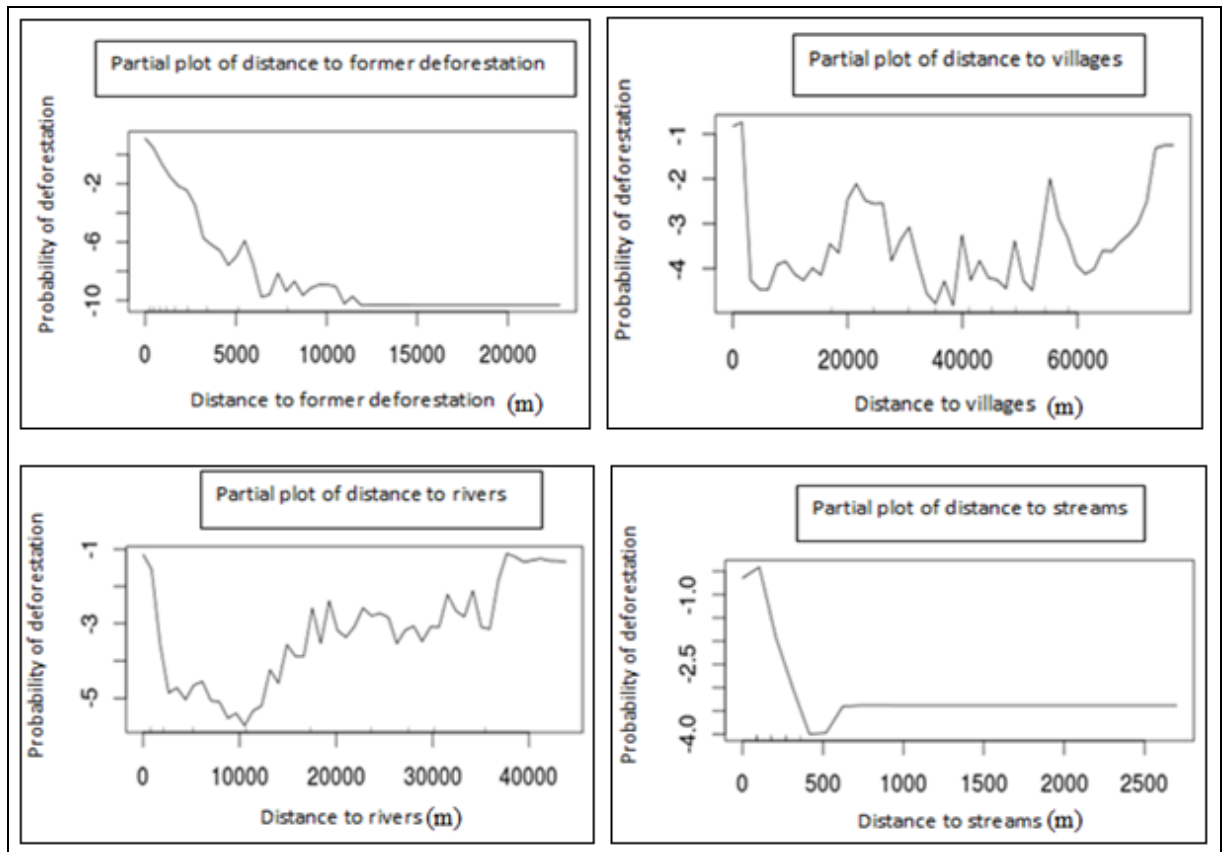 Partial plot of distance to former deforestation
Probability of deforestation
-2
-6
-10
0 5000 10000 15000 20000
Distance to former deforestation (m)
Partial plot of distance to villages
Probability of deforestation
-1
-2
-3
-4
0 20000 40000 60000
Distance to villages (m)
Partial plot of distance to rivers
Probability of deforestation
-1
-3
-5
0 10000 20000 30000 40000
Distance to rivers (m)
Partial plot of distance to streams
Probability of deforestation
-1.0
-2.5
-4.0
0 500 1000 1500 2000 2500
Distance to streams (m)